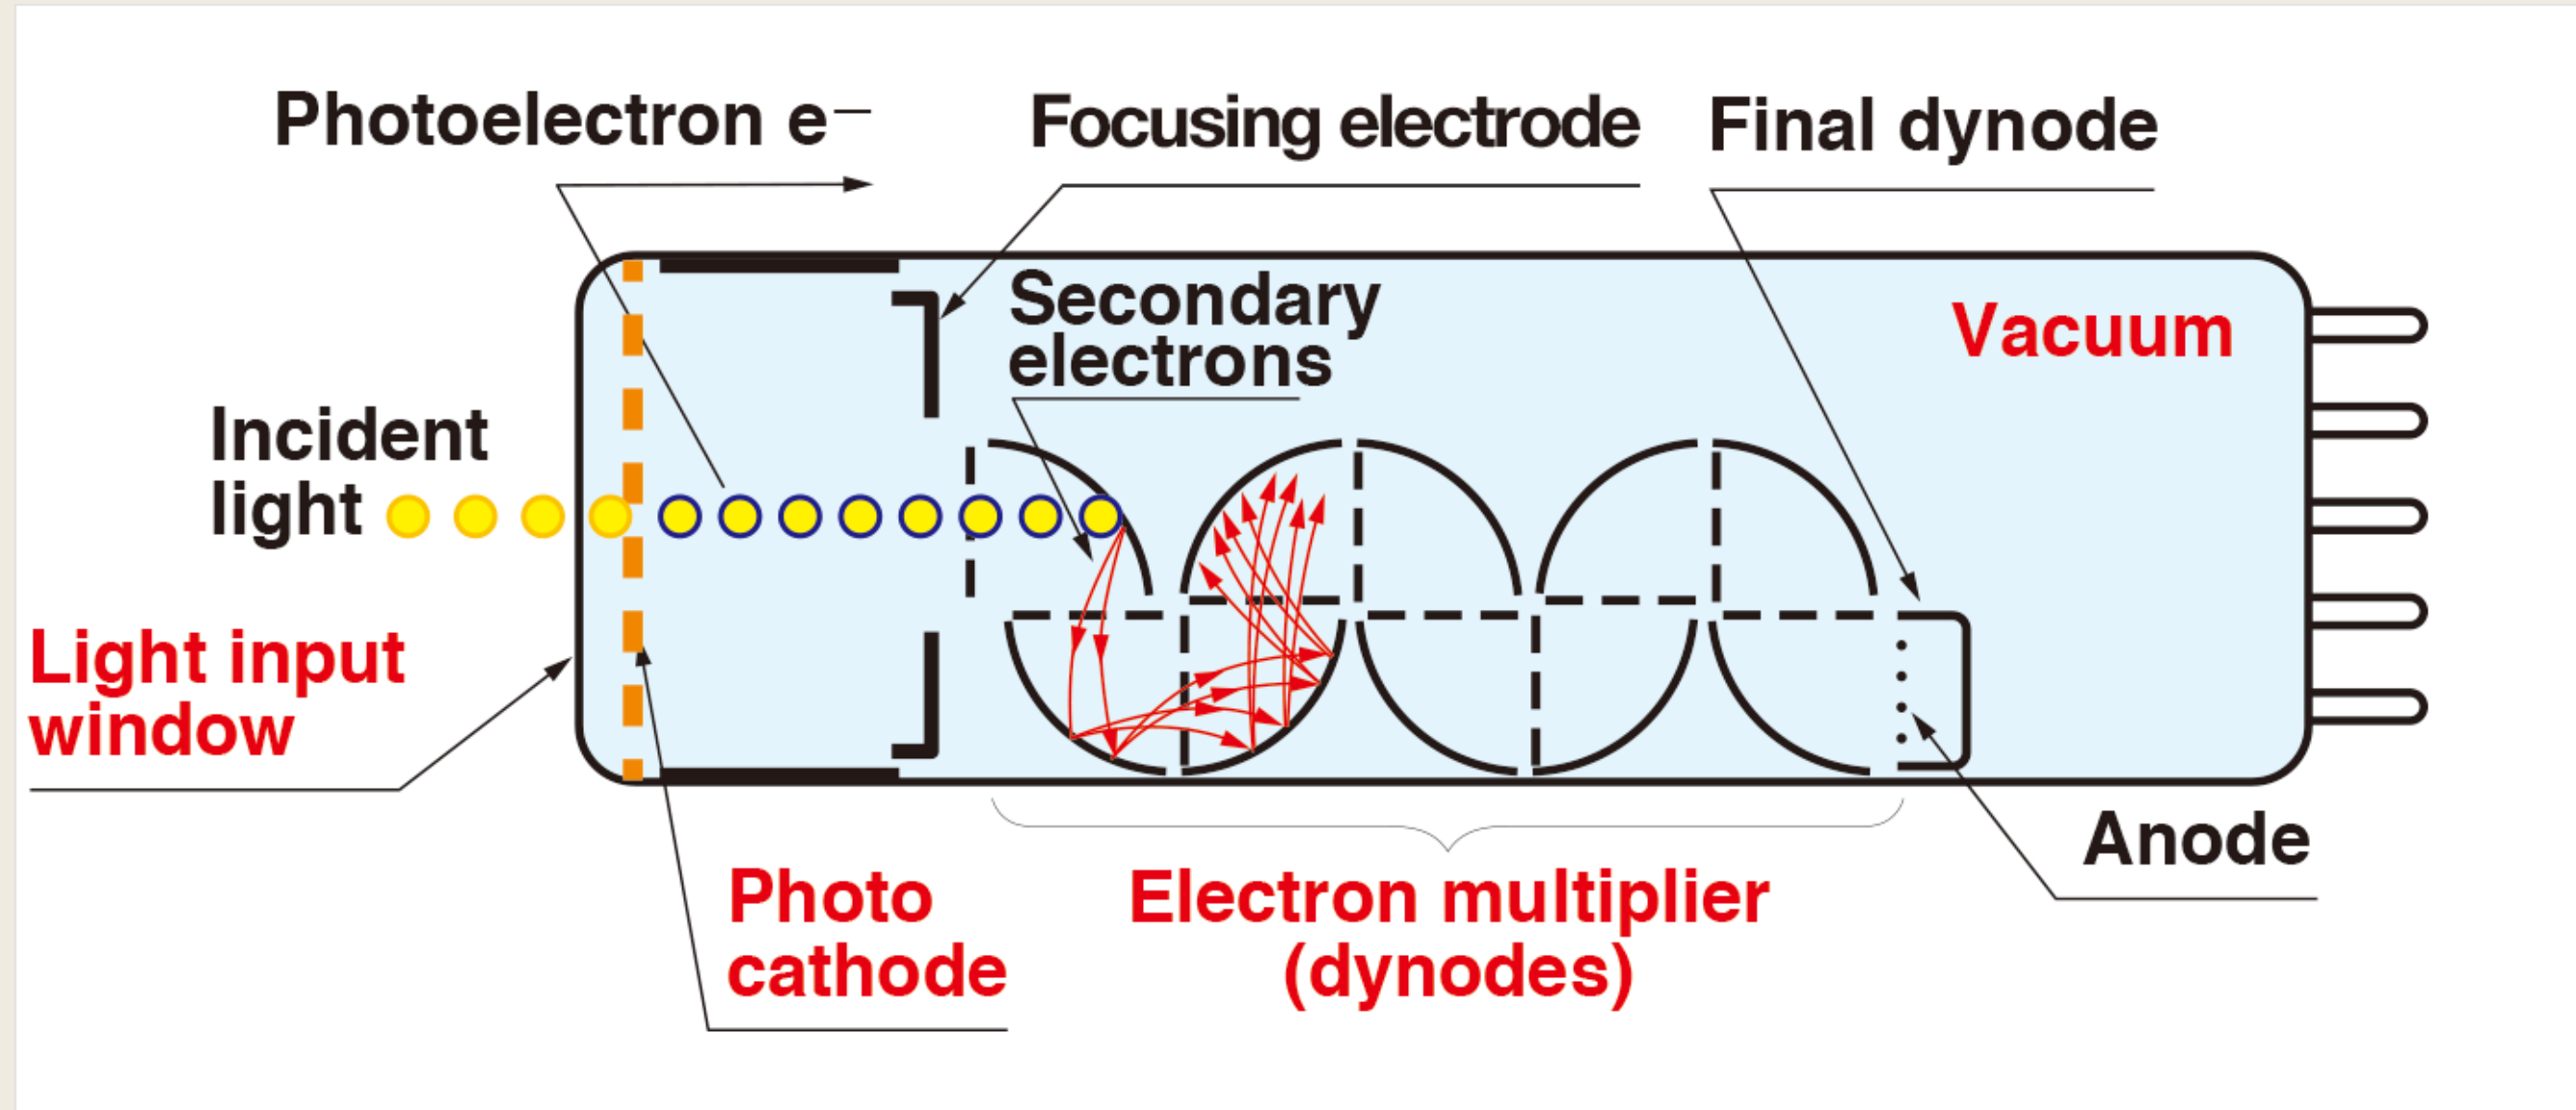 Photoelectron e−
Focusing electrode
Final dynode
Secondary
electrons
Vacuum
Incident
light
Light input
window
Anode
Photo
cathode
Electron multiplier
(dynodes)